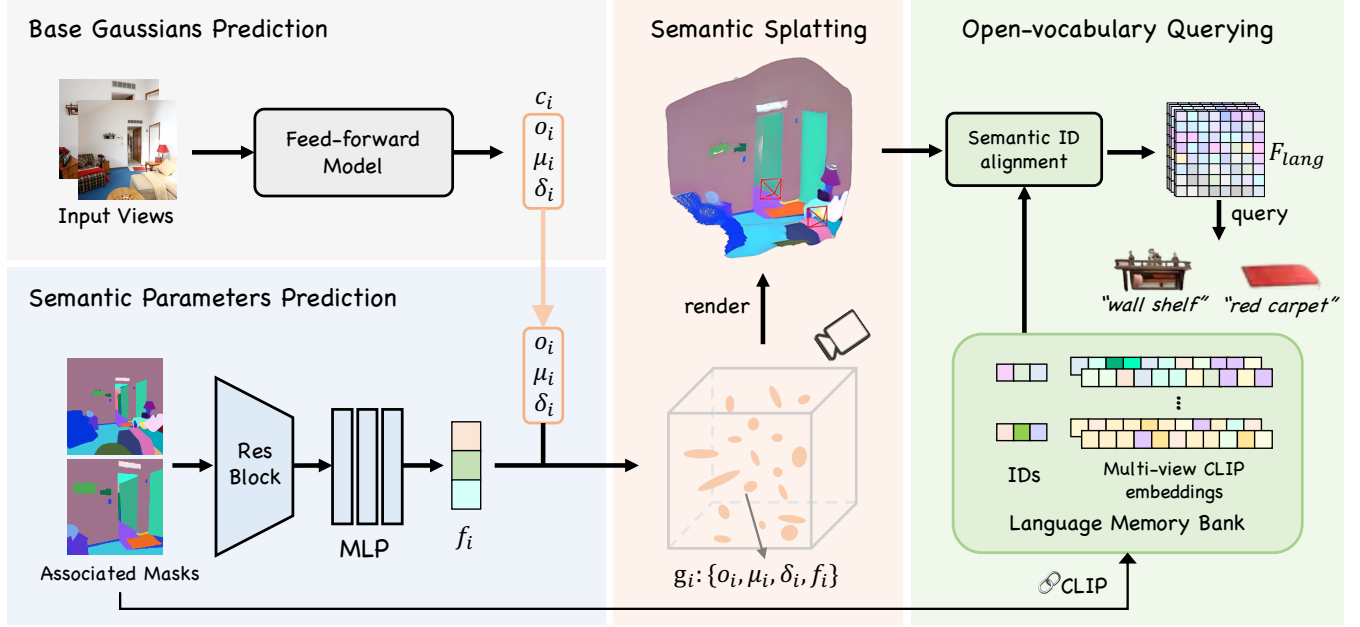 Base Gaussians Prediction
Input Views
Feed-forward
Model
c_i
o_i
μ_i
δ_i
Semantic Parameters Prediction
Associated Masks
Res
Block
MLP
f_i
o_i
μ_i
δ_i
Semantic Splatting
render
g_i: {o_i, μ_i, δ_i, f_i}
Open-vocabulary Querying
Semantic ID
alignment
F_lang
query
"wall shelf" "red carpet"
...
IDs
Multi-view CLIP
embeddings
Language Memory Bank
CLIP